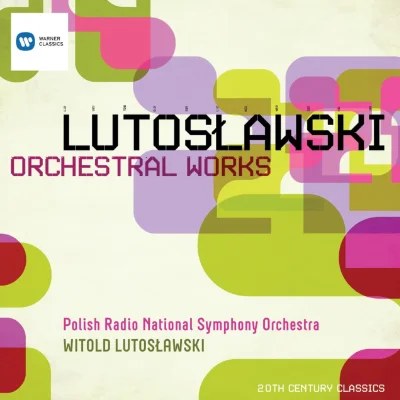 WARNER
CLASSICS
LUTOSŁAWSKI
ORCHESTRAL WORKS
Polish Radio National Symphony Orchestra
WITOLD LUTOSŁAWSKI
20TH CENTURY CLASSICS